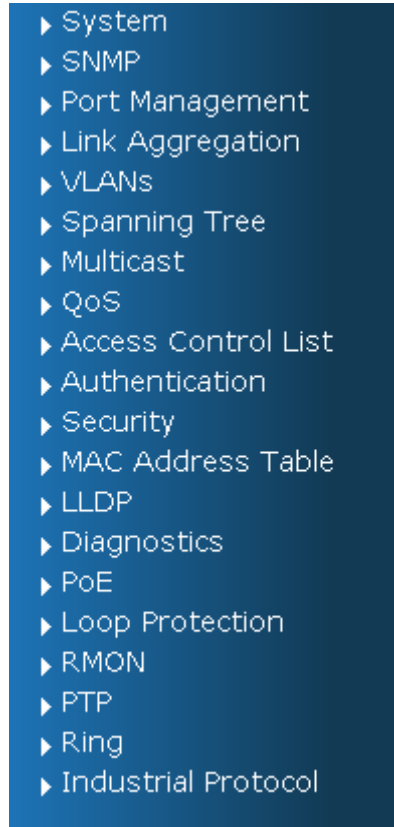 System
SNMP
Port Management
Link Aggregation
VLANs
Spanning Tree
Multicast
QoS
Access Control List
Authentication
Security
MAC Address Table
LLDP
Diagnostics
PoE
Loop Protection
RMON
PTP
Ring
Industrial Protocol